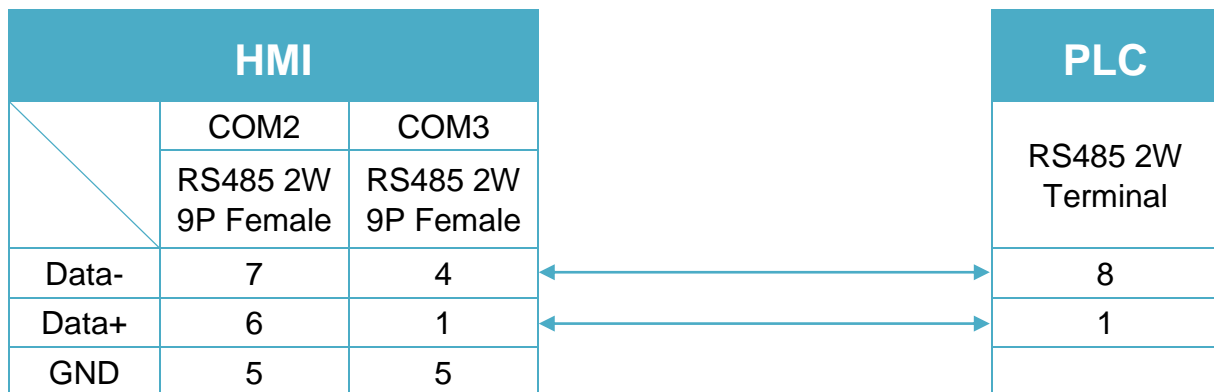 HMI
PLC
COM2 COM3
RS485 2W
9P Female
RS485 2W
9P Female
RS485 2W
Terminal
Data- 7 4 8
Data+ 6 1 1
GND 5 5